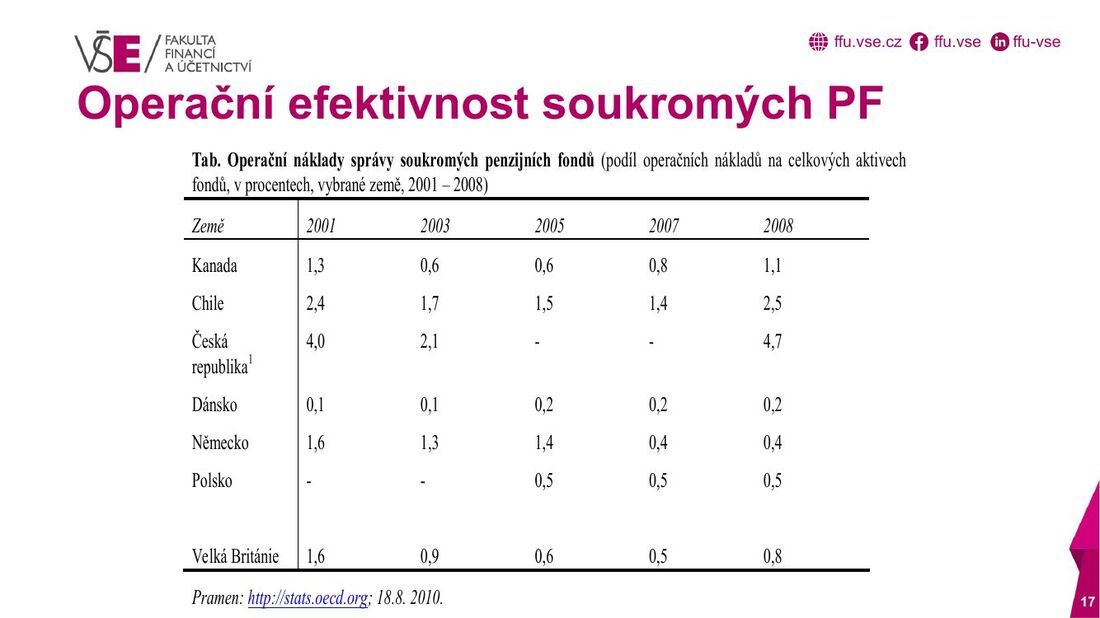 VŠE / FAKULTA
FINANCÍ
A ÚČETNICTVÍ
ffu.vse.cz ffu.vse ffu-vse
Operační efektivnost soukromých PF
Tab. Operační náklady správy soukromých penzijních fondů (podíl operačních nákladů na celkových aktivech
fondů, v procentech, vybrané země, 2001 – 2008)
Země 2001 2003 2005 2007 2008
Kanada 1,3 0,6 0,6 0,8 1,1
Chile 2,4 1,7 1,5 1,4 2,5
Česká 4,0 2,1 - - 4,7
republika1
Dánsko 0,1 0,1 0,2 0,2 0,2
Německo 1,6 1,3 1,4 0,4 0,4
Polsko - - 0,5 0,5 0,5
Velká Británie 1,6 0,9 0,6 0,5 0,8
Pramen: http://stats.oecd.org; 18.8. 2010.
17